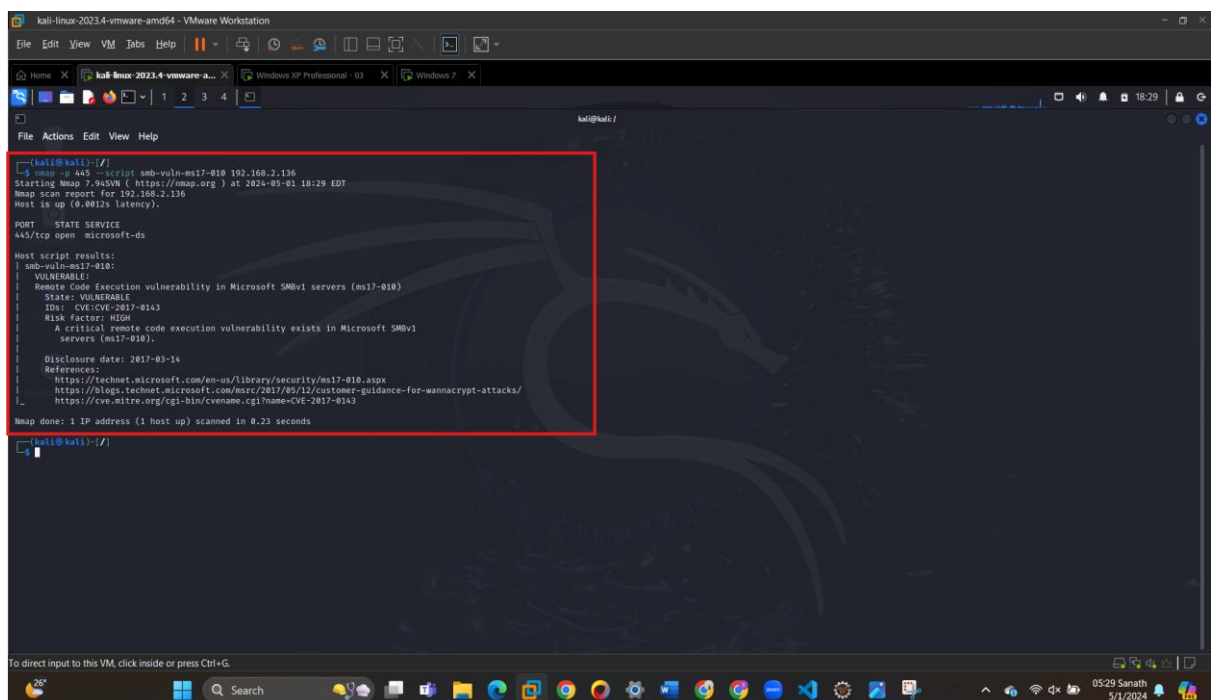 kali-linux-2023.4-vmware-amd64 - VMware Workstation
File Edit View VM Tabs Help
Home kali-linux-2023.4-vmware-a... Windows XP Professional - 03 Windows 7
1 2 3 4 18:29
kali@kali: /
File Actions Edit View Help
(kali㉿kali)-[/]
$ nmap -p 445 --script smb-vuln-ms17-010 192.168.2.136
Starting Nmap 7.94SVN ( https://nmap.org ) at 2024-05-01 18:29 EDT
Nmap scan report for 192.168.2.136
Host is up (0.0012s latency).
PORT STATE SERVICE
445/tcp open microsoft-ds
Host script results:
| smb-vuln-ms17-010:
| VULNERABLE:
| Remote Code Execution vulnerability in Microsoft SMBv1 servers (ms17-010)
| State: VULNERABLE
| IDs: CVE:CVE-2017-0143
| Risk factor: HIGH
| A critical remote code execution vulnerability exists in Microsoft SMBv1
| servers (ms17-010).
|
| Disclosure date: 2017-03-14
| References:
| https://technet.microsoft.com/en-us/library/security/ms17-010.aspx
| https://blogs.technet.microsoft.com/msrc/2017/05/12/customer-guidance-for-wannacrypt-attacks/
|_ https://cve.mitre.org/cgi-bin/cvename.cgi?name=CVE-2017-0143
Nmap done: 1 IP address (1 host up) scanned in 0.23 seconds
(kali㉿kali)-[/]
$
To direct input to this VM, click inside or press Ctrl+G.
26° Search 05:29 Sanath
5/1/2024